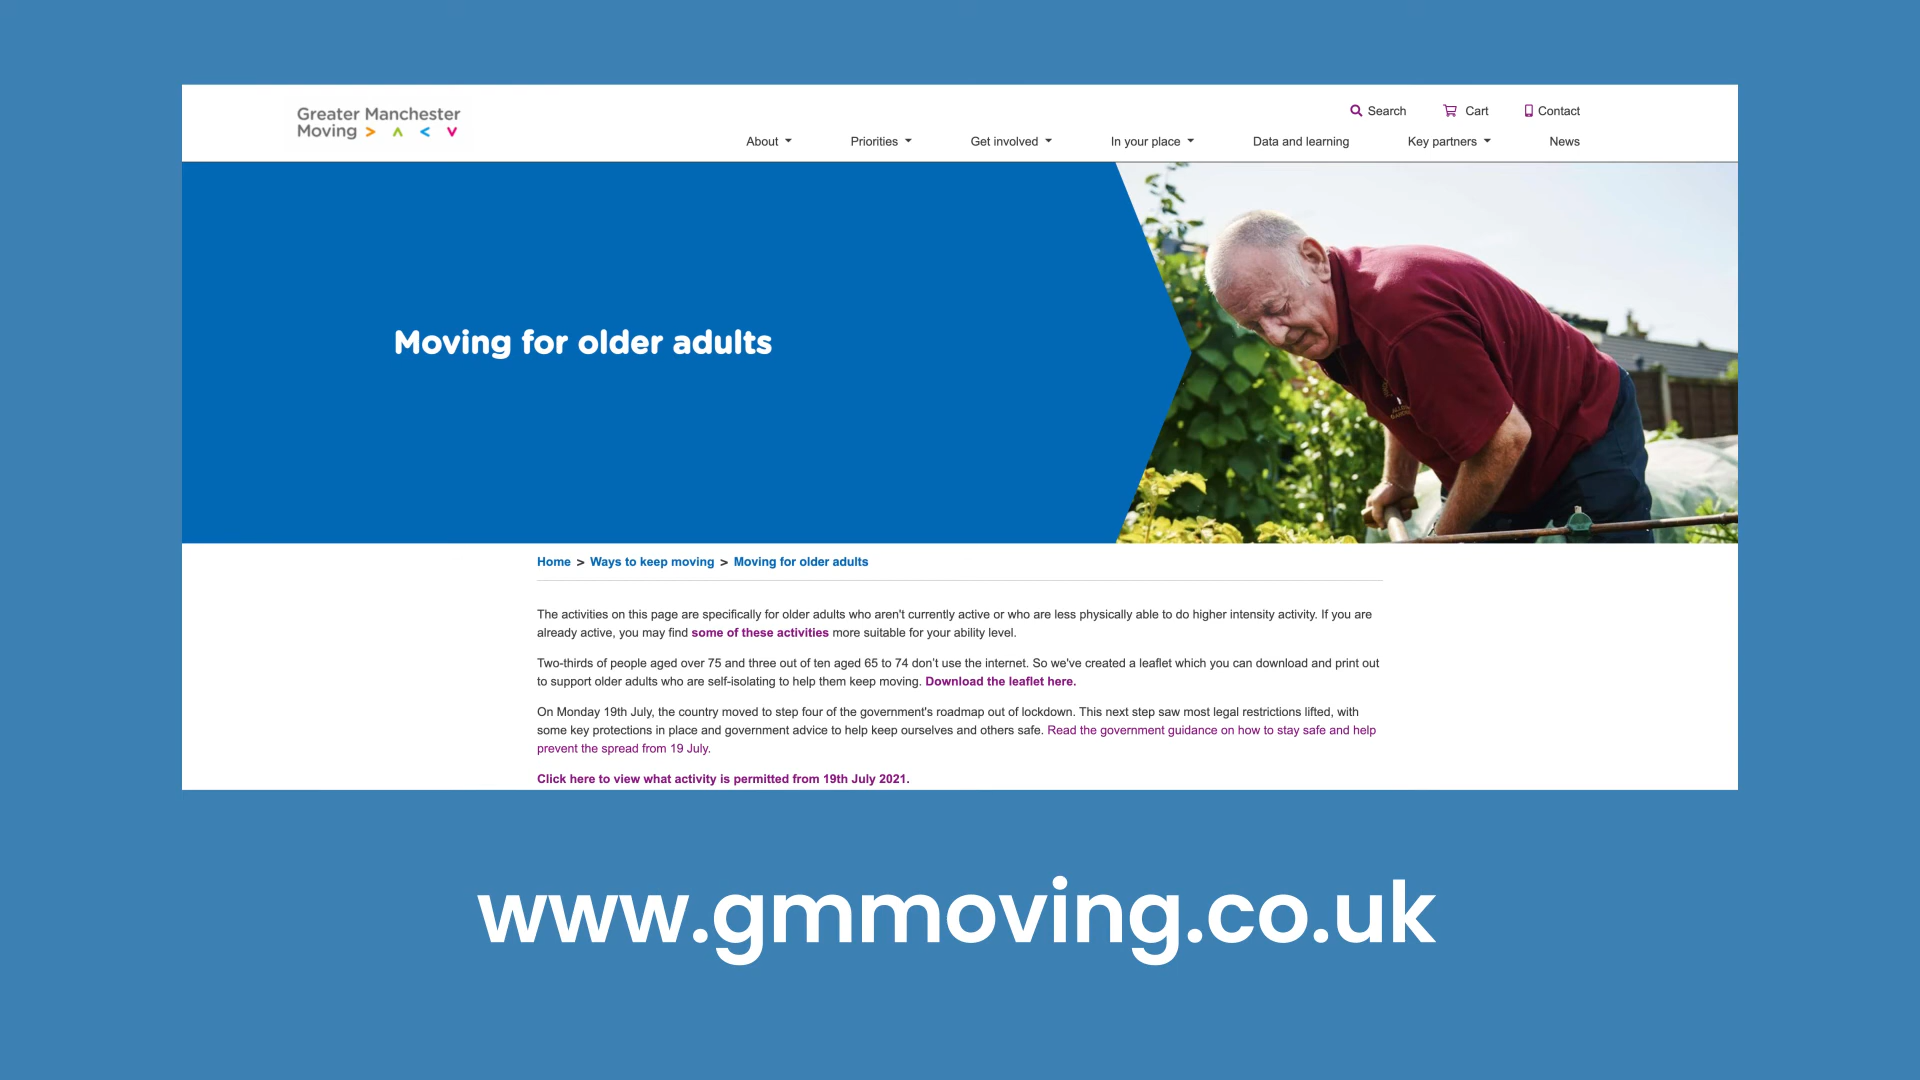 Greater Manchester
Moving
Search
Cart
Contact
About
Priorities
Get involved
In your place
Data and learning
Key partners
News
Moving for older adults
Home > Ways to keep moving > Moving for older adults
The activities on this page are specifically for older adults who aren't currently active or who are less physically able to do higher intensity activity. If you are
already active, you may find some of these activities more suitable for your ability level.
Two-thirds of people aged over 75 and three out of ten aged 65 to 74 don’t use the internet. So we've created a leaflet which you can download and print out
to support older adults who are self-isolating to help them keep moving. Download the leaflet here.
On Monday 19th July, the country moved to step four of the government's roadmap out of lockdown. This next step saw most legal restrictions lifted, with
some key protections in place and government advice to help keep ourselves and others safe. Read the government guidance on how to stay safe and help
prevent the spread from 19 July.
Click here to view what activity is permitted from 19th July 2021.
www.gmmoving.co.uk